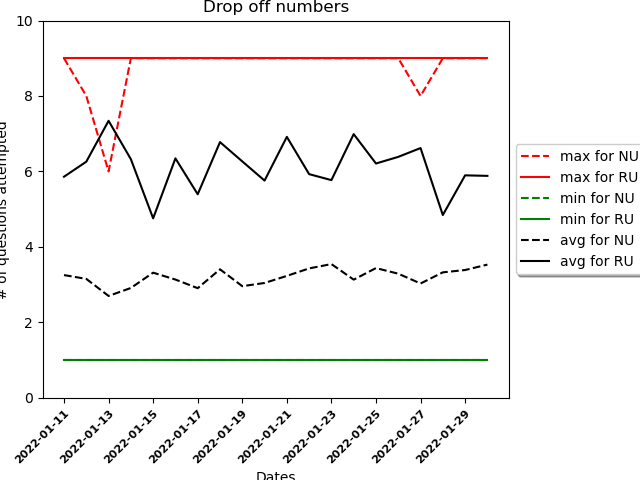 Drop off numbers
10
8
6
4
2
0
# of questions attempted
2022-01-11
2022-01-13
2022-01-15
2022-01-17
2022-01-19
2022-01-21
2022-01-23
2022-01-25
2022-01-27
2022-01-29
Dates
max for NU
max for RU
min for NU
min for RU
avg for NU
avg for RU